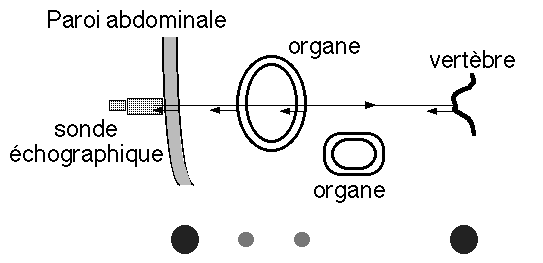 Paroi abdominale
organe
vertèbre
sonde
échographique
organe